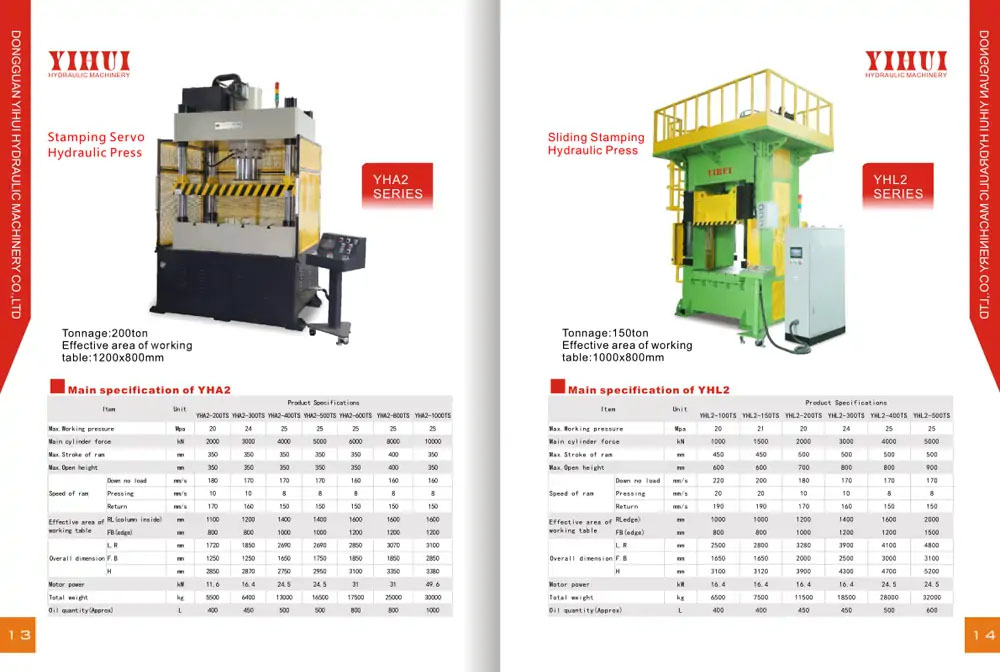 DONGGUAN YIHUI HYDRAULIC MACHINERY CO.,LTD
YIHUI
HYDRAULIC MACHINERY
Stamping Servo
Hydraulic Press
YHA2
SERIES
Tonnage:200ton
Effective area of working
table:1200x800mm
Main specification of YHA2
Item Unit Product Specifications
YHA2-200TS YHA2-300TS YHA2-400TS YHA2-500TS YHA2-600TS YHA2-800TS YHA2-1000TS
Max.Working pressure Mpa 20 24 25 25 25 25 25
Main cylinder force kN 2000 3000 4000 5000 6000 8000 10000
Max.Stroke of ram mm 350 350 350 350 350 400 350
Max.Open height mm 350 350 350 350 350 400 350
Speed of ram Down no load mm/s 180 170 170 170 160 160 160
Pressing mm/s 10 10 8 8 8 8 8
Return mm/s 170 160 150 150 150 150 150
Effective area of working table RL(column inside) mm 1100 1200 1400 1400 1600 1600 1600
FB(edge) mm 800 800 1000 1000 1200 1200 1200
Overall dimension L.R mm 1720 1850 2690 2690 2850 3070 3100
F.B mm 1250 1250 1650 1750 1850 1850 2850
H mm 2850 2870 2750 2950 3100 3350 3380
Motor power kW 11.6 16.4 24.5 24.5 31 31 49.6
Total weight kg 5500 6400 13000 16500 17500 25000 30000
Oil quantity(Approx) L 400 450 500 500 800 800 1000
13
YIHUI
HYDRAULIC MACHINERY
Sliding Stamping
Hydraulic Press
YIHUI
YHL2
SERIES
Tonnage:150ton
Effective area of working
table:1000x800mm
Main specification of YHL2
Item Unit Product Specifications
YHL2-100TS YHL2-150TS YHL2-200TS YHL2-300TS YHL2-400TS YHL2-500TS
Max.Working pressure Mpa 20 21 20 24 25 25
Main cylinder force kN 1000 1500 2000 3000 4000 5000
Max.Stroke of ram mm 450 450 500 500 500 500
Max.Open height mm 600 600 700 800 800 900
Speed of ram Down no load mm/s 220 200 180 170 170 170
Pressing mm/s 20 20 10 10 8 8
Return mm/s 190 190 170 160 150 150
Effective area of working table RLedge) mm 1000 1000 1200 1400 1600 2000
FB(edge) mm 800 800 1000 1200 1200 1500
Overall dimension L.R mm 2500 2800 3280 3900 4100 4800
F.B mm 1650 1650 2000 2500 3000 3100
H mm 3100 3120 3900 4300 4700 5200
Motor power kW 16.4 16.4 16.4 16.4 24.5 24.5
Total weight kg 6500 7500 11500 18500 28000 32000
Oil quantity(Approx) L 400 400 450 450 500 600
DONGGUAN YIHUI HYDRAULIC MACHINERY CO.,LTD
14